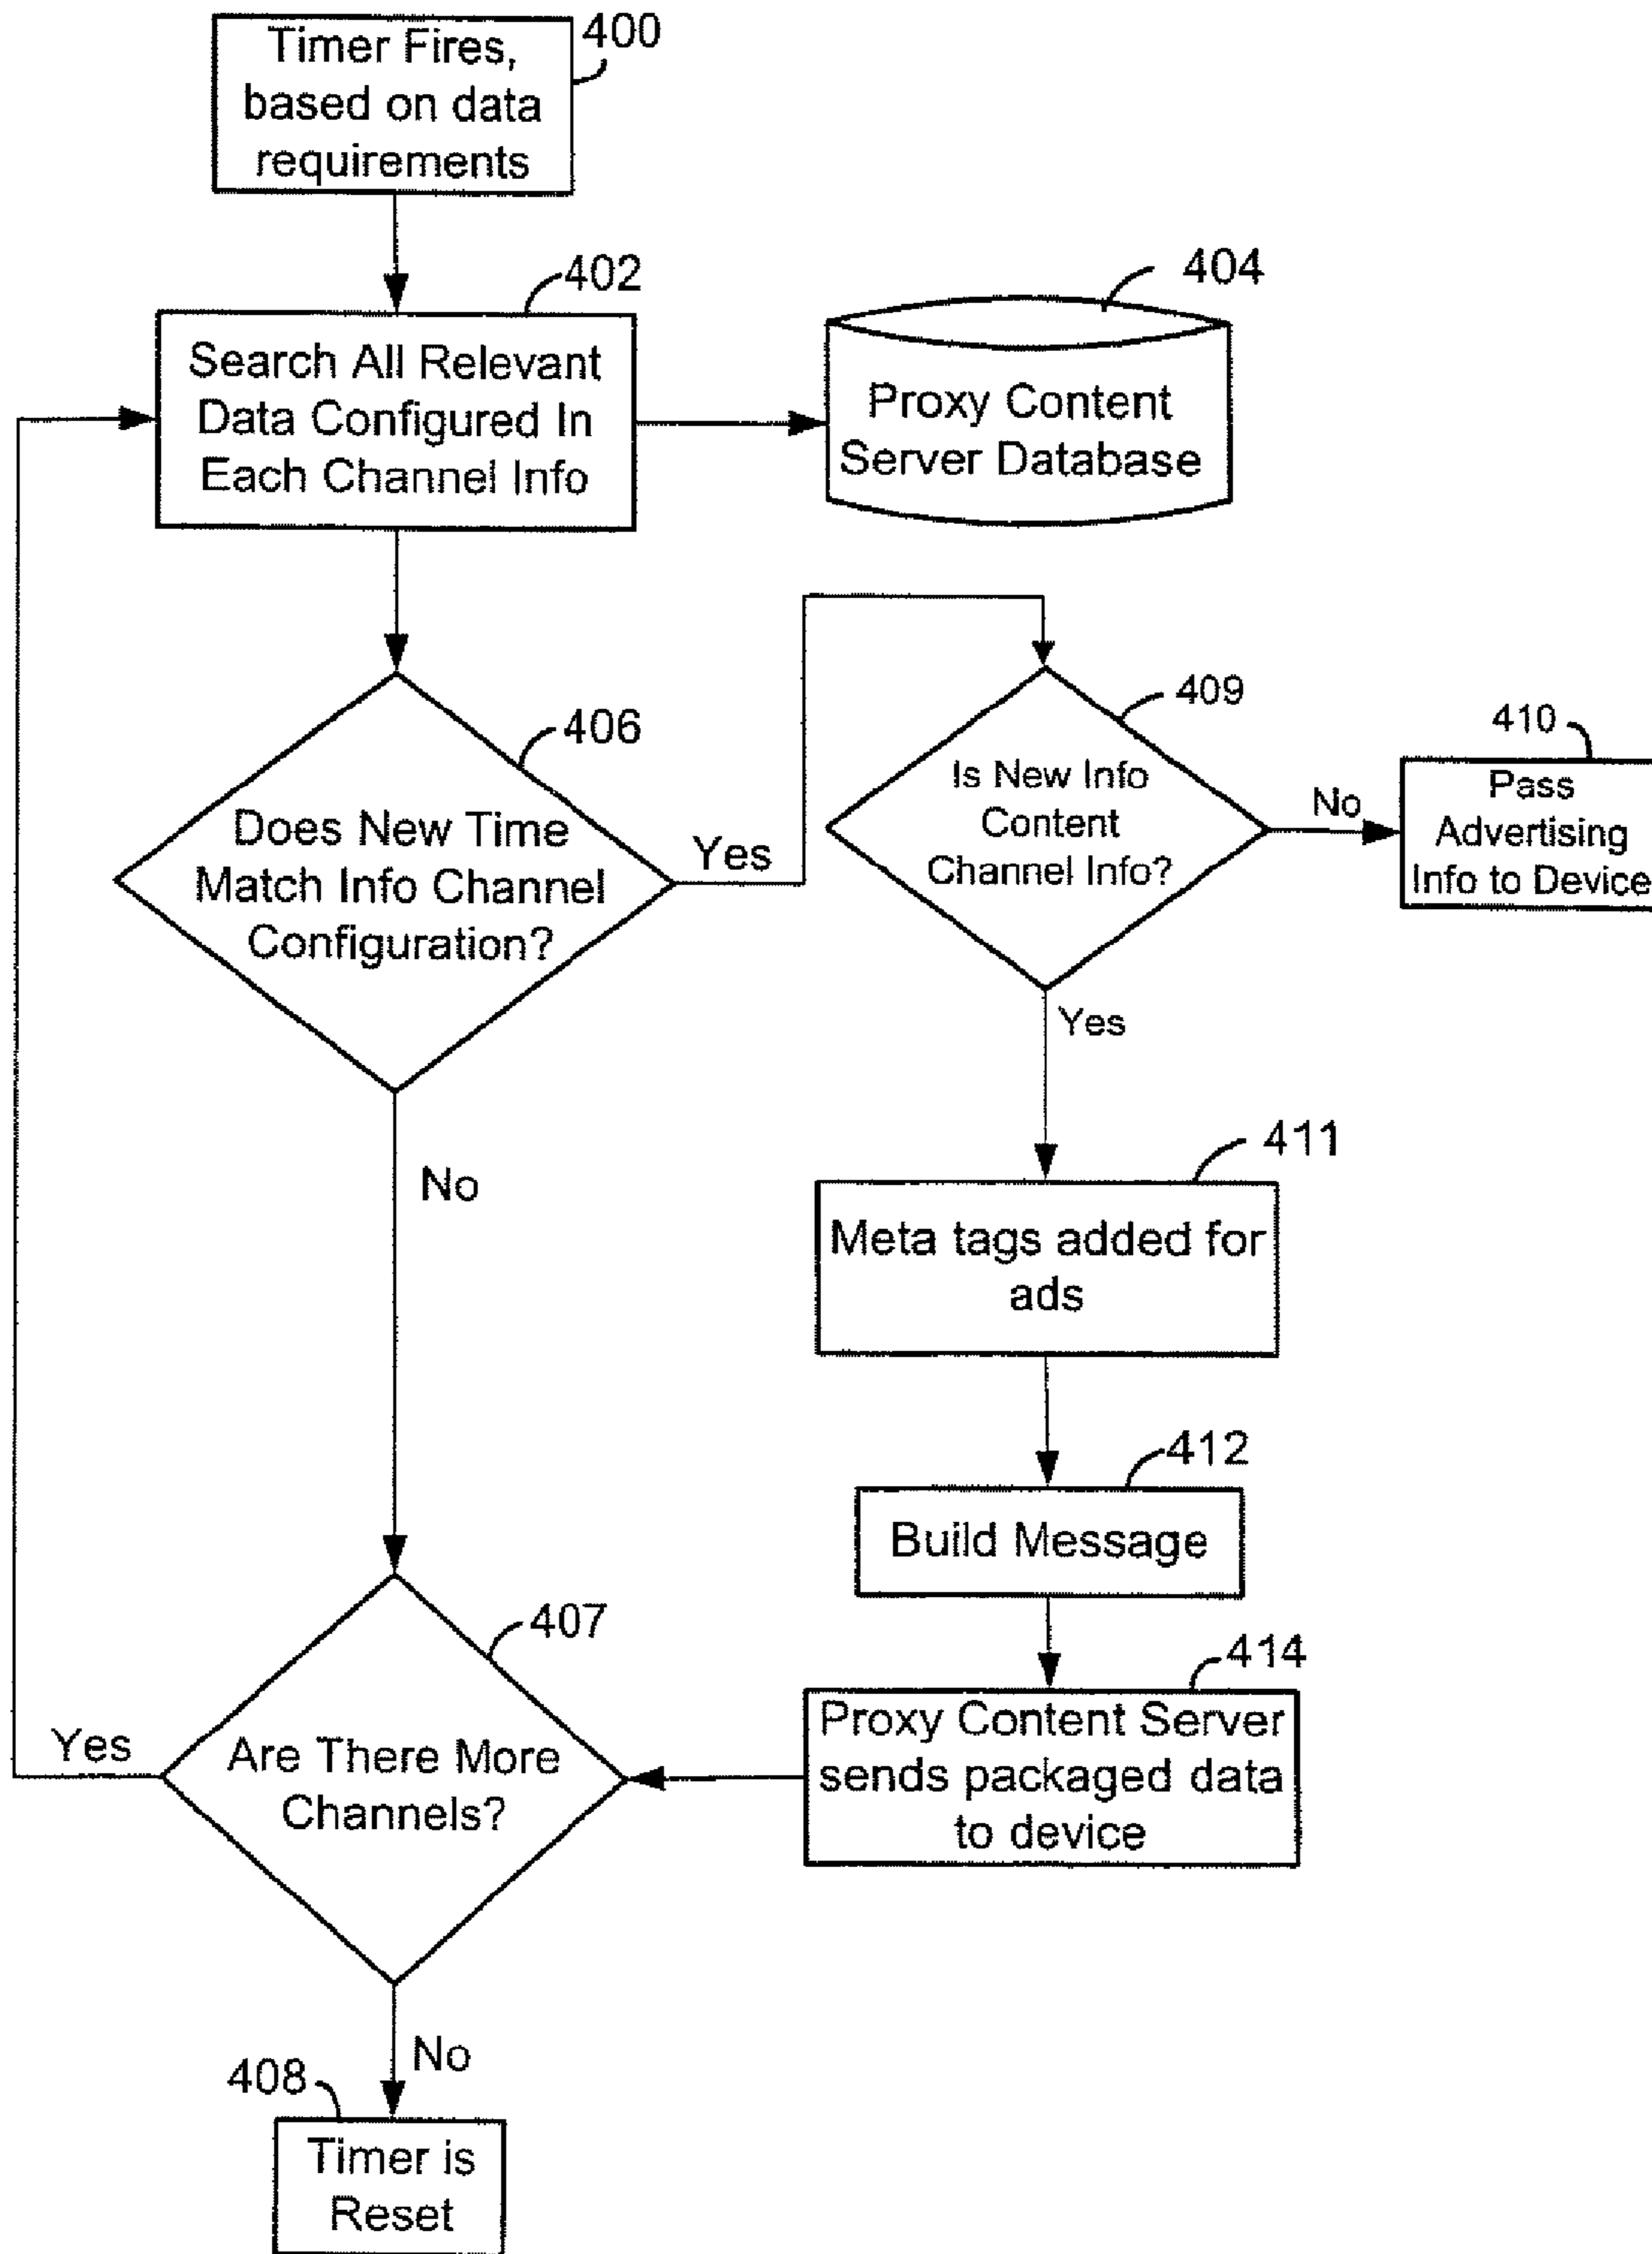 Timer Fires,
based on data
requirements
400
402
Search All Relevant
Data Configured In
Each Channel Info
404
Proxy Content
Server Database
406
Does New Time
Match Info Channel
Configuration?
Yes
409
Is New Info
Content
Channel Info?
No
410
Pass
Advertising
Info to Device
Yes
No
411
Meta tags added for
ads
412
Build Message
414
Proxy Content Server
sends packaged data
to device
407
Are There More
Channels?
Yes
No
408
Timer is
Reset